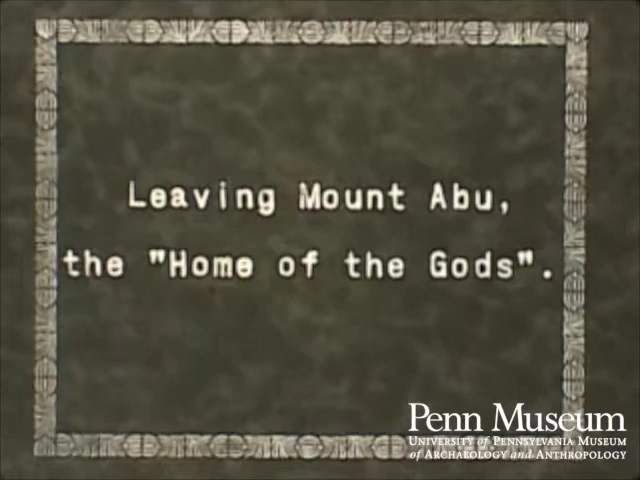 Leaving Mount Abu,
the "Home of the Gods".
Penn Museum
UNIVERSITY of PENNSYLVANIA MUSEUM
of ARCHAEOLOGY and ANTHROPOLOGY